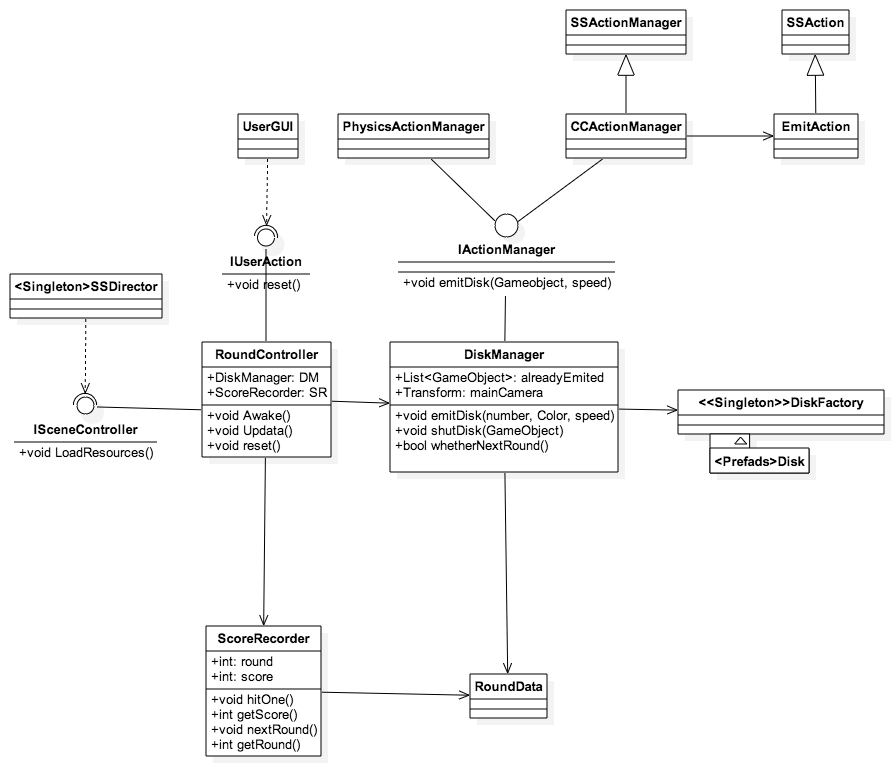 SSActionManager
SSAction
UserGUI
PhysicsActionManager
CCActionManager
EmitAction
IUserAction
+void reset()
IActionManager
+void emitDisk(Gameobject, speed)
<Singleton>SSDirector
ISceneController
+void LoadResources()
RoundController
+DiskManager: DM
+ScoreRecorder: SR
+void Awake()
+void Updata()
+void reset()
DiskManager
+List<GameObject>: alreadyEmited
+Transform: mainCamera
+void emitDisk(number, Color, speed)
+void shutDisk(GameObject)
+bool whetherNextRound()
<<Singleton>>DiskFactory
<Prefads>Disk
ScoreRecorder
+int: round
+int: score
+void hitOne()
+int getScore()
+void nextRound()
+int getRound()
RoundData